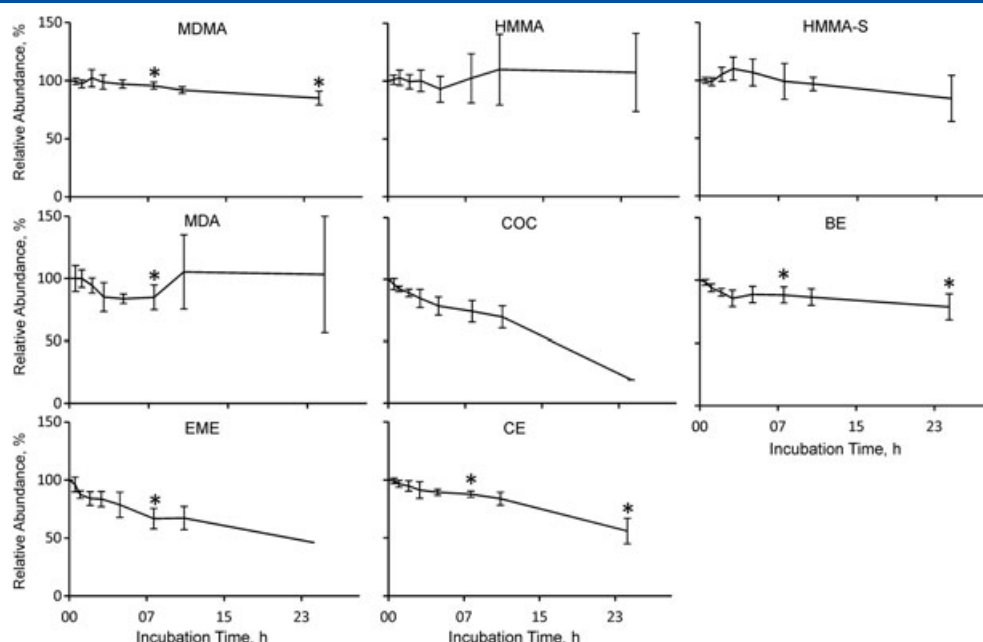 MDMA
HMMA
HMMA-S
150
100
50
0
Relative Abundance, %
*
*
MDA
COC
BE
150
100
50
0
Relative Abundance, %
*
*
*
00 07 15 23
Incubation Time, h
EME
CE
150
100
50
0
Relative Abundance, %
*
*
*
00 07 15 23
00 07 15 23
Incubation Time, h
Incubation Time, h